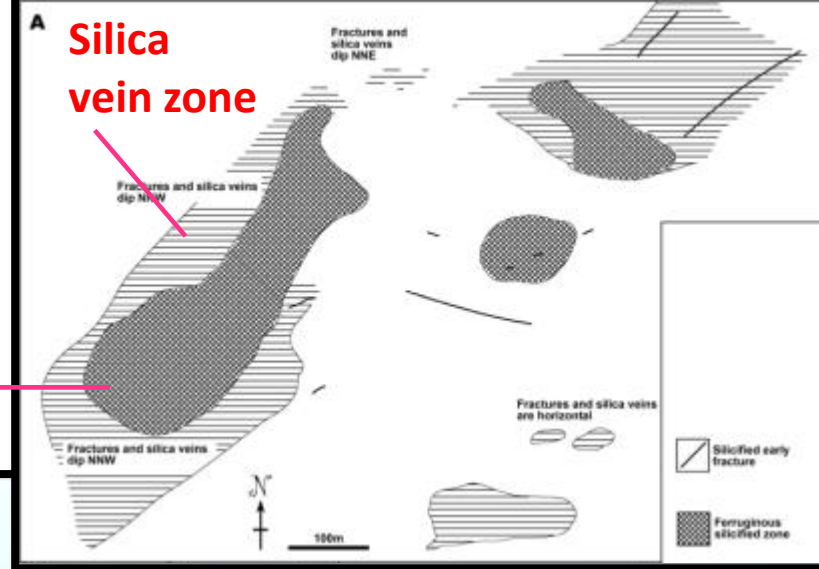 A
Silica
vein zone
Fractures and
silica veins
dip NNE
Fractures and silica veins
dip NNW
Fractures and silica veins
are horizontal
Fractures and silica veins
dip NNW
N
100m
Silicified early
fracture
Ferruginous
silicified zone